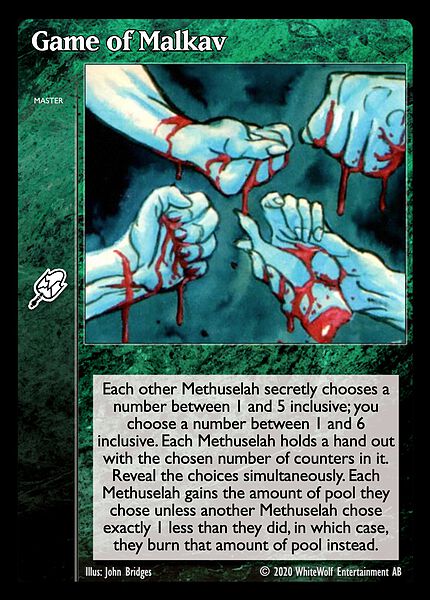 Game of Malkav
MASTER
Each other Methuselah secretly chooses a
number between 1 and 5 inclusive; you
choose a number between 1 and 6
inclusive. Each Methuselah holds a hand out
with the chosen number of counters in it.
Reveal the choices simultaneously. Each
Methuselah gains the amount of pool they
chose unless another Methuselah chose
exactly 1 less than they did, in which case,
they burn that amount of pool instead.
Illus: John Bridges © 2020 WhiteWolf Entertainment AB